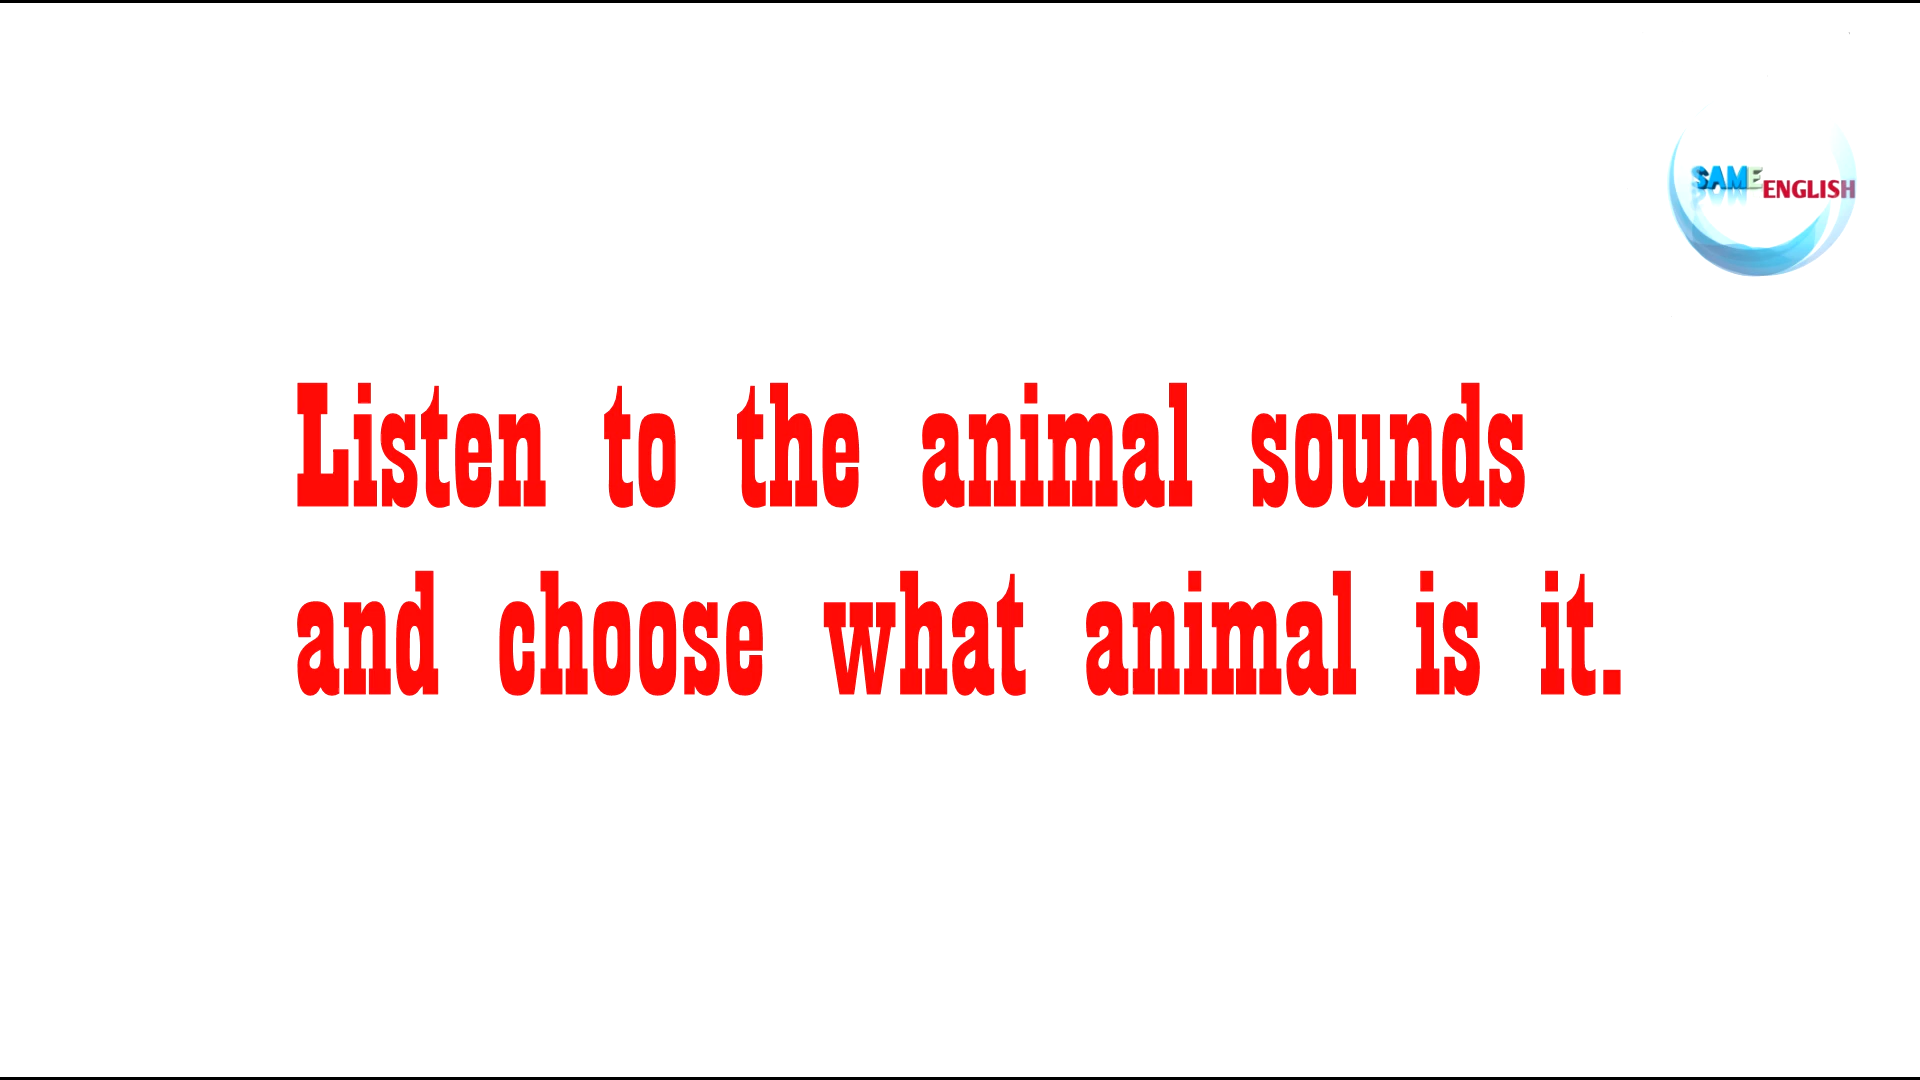 SAME ENGLISH
Listen to the animal sounds
and choose what animal is it.